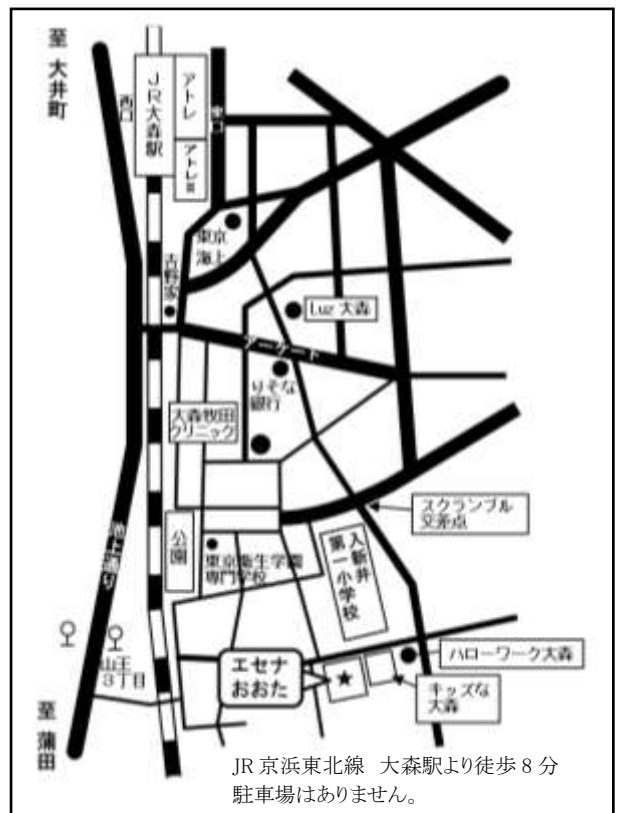 至 大井町
西口
JR大森駅
アトレ
アトレⅡ
東口
東京
海上
吉野家
Luz 大森
アーケード
りそな
銀行
大森牧田
クリニック
スクランブル
交差点
公園
東京衛生学園
専門学校
入新井
第一小学校
池上通り
山王
3丁目
エセナ
おおた
★
ハローワーク大森
キッズな
大森
至 蒲田
JR 京浜東北線 大森駅より徒歩 8 分
駐車場はありません。